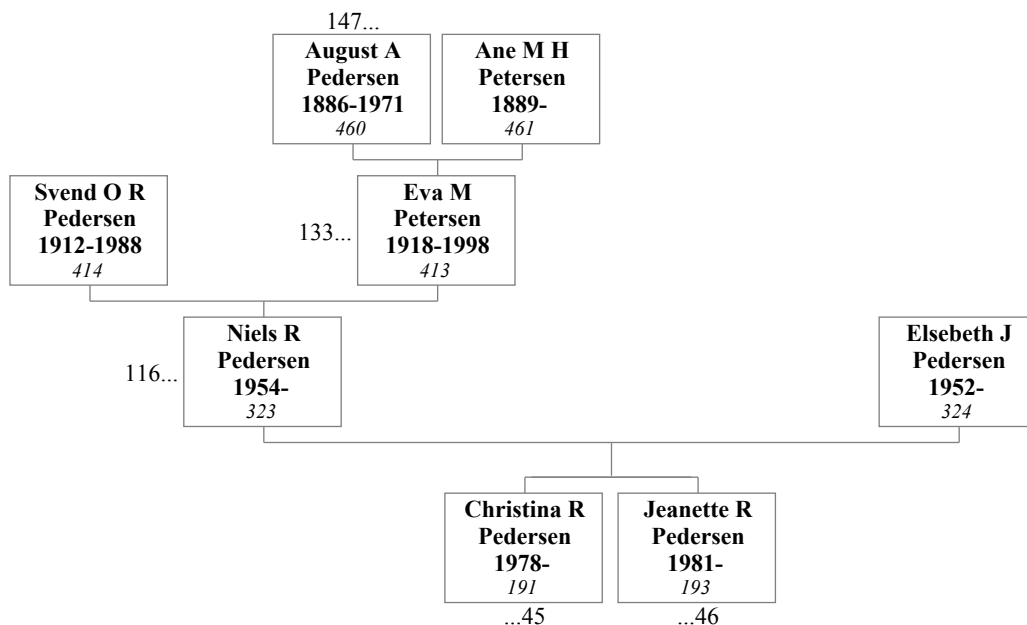 147...
August A
Pedersen
1886-1971
460
Ane M H
Petersen
1889-
461
Svend O R
Pedersen
1912-1988
414
133...
Eva M
Petersen
1918-1998
413
116...
Niels R
Pedersen
1954-
323
Elsebeth J
Pedersen
1952-
324
Christina R
Pedersen
1978-
191
...45
Jeanette R
Pedersen
1981-
193
...46